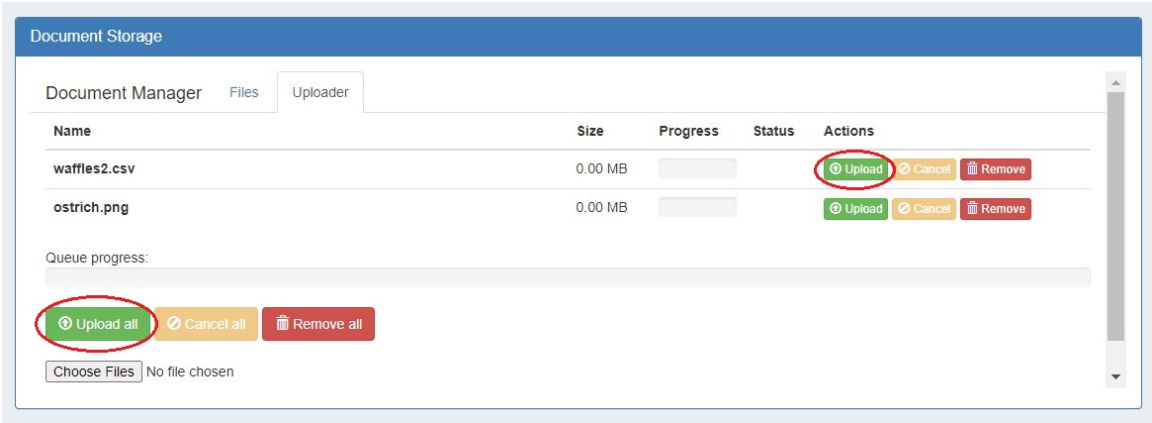 Document Storage
Document Manager Files Uploader
Name Size Progress Status Actions
waffles2.csv 0.00 MB Upload Cancel Remove
ostrich.png 0.00 MB Upload Cancel Remove
Queue progress:
Upload all Cancel all Remove all
Choose Files No file chosen